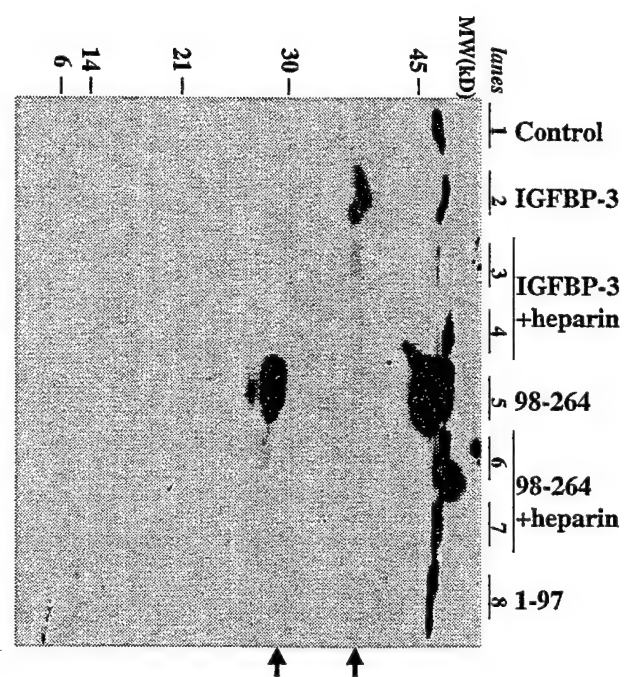 MW(kD)
lanes
45
30
21
14
6
1 Control
2 IGFBP-3
3
4
IGFBP-3
+heparin
5 98-264
6
7
98-264
+heparin
8 1-97